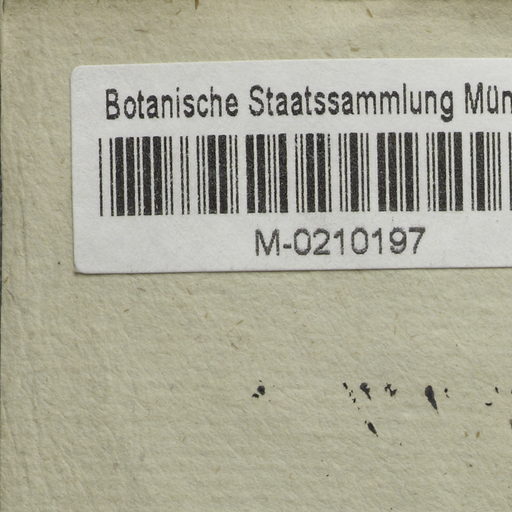 Botanische Staatssammlung Mün
M-0210197